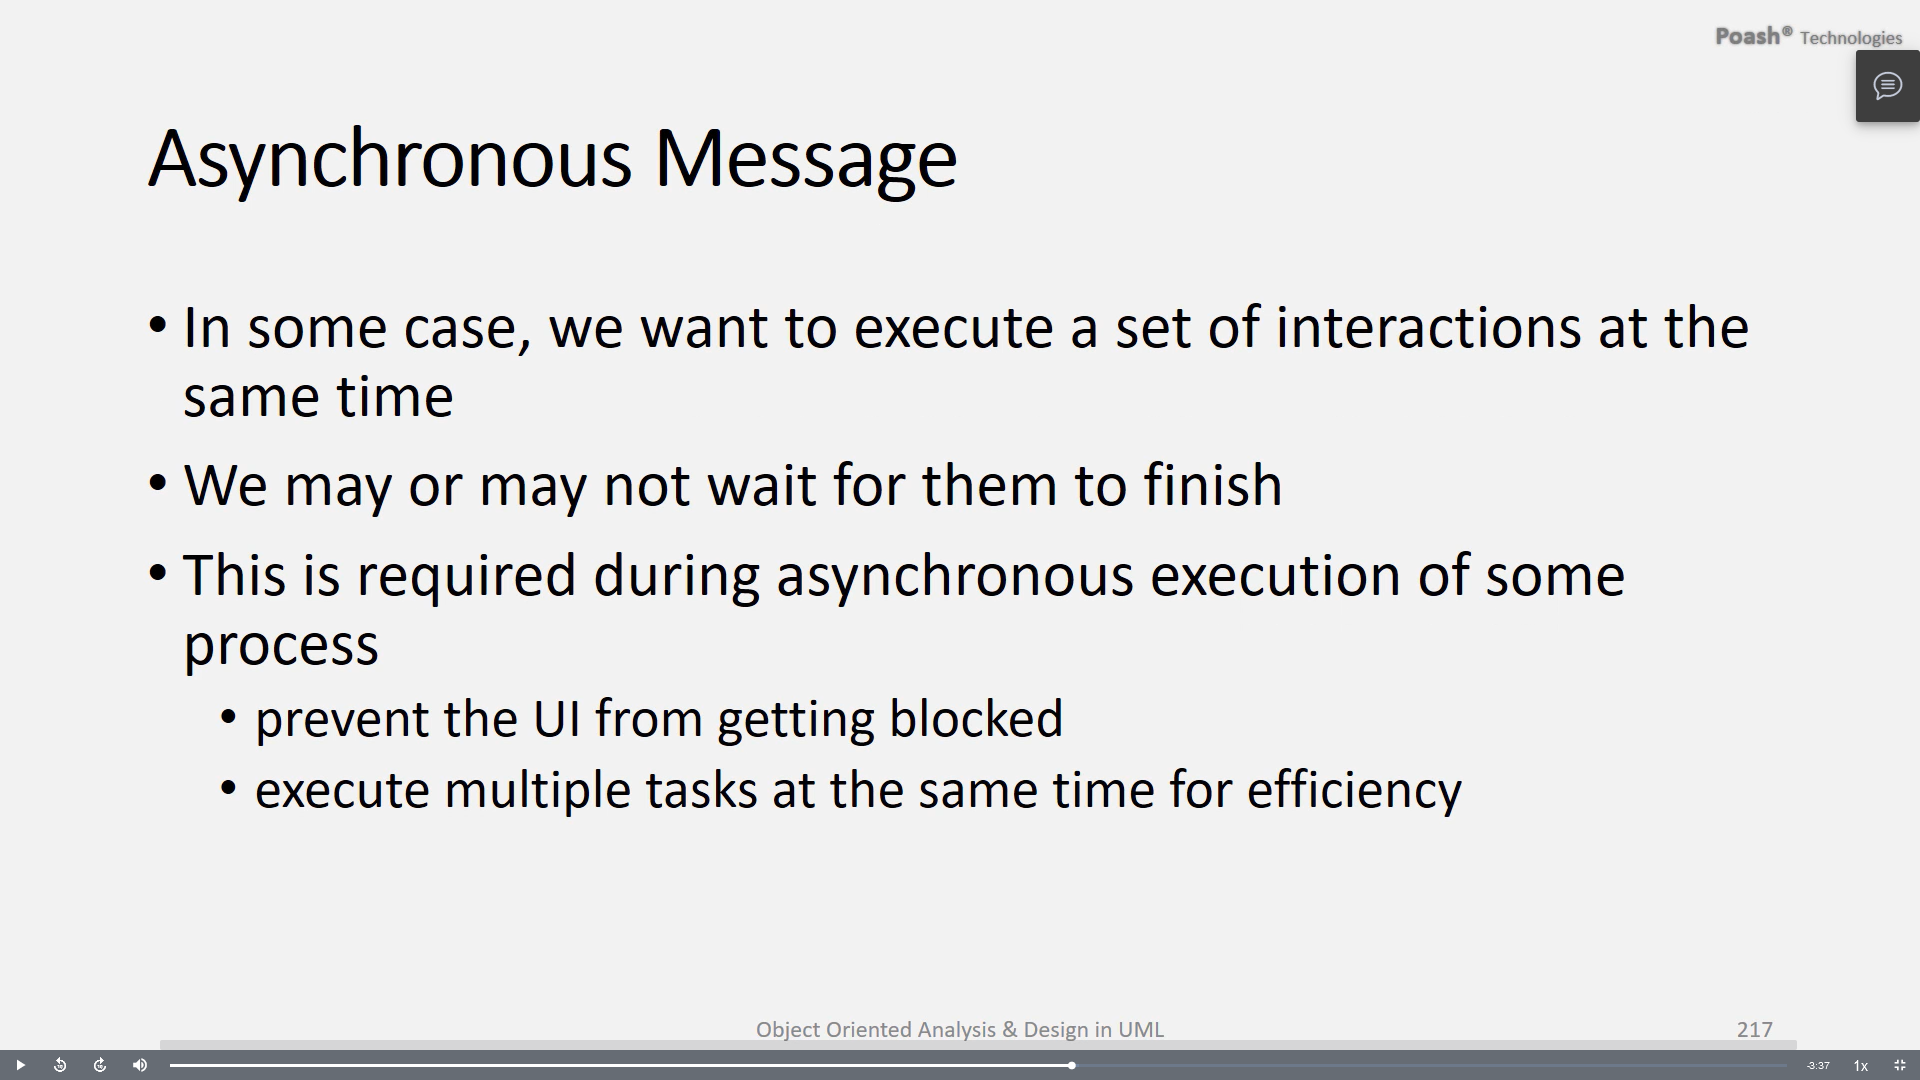 Poash® Technologies
Asynchronous Message
• In some case, we want to execute a set of interactions at the
same time
• We may or may not wait for them to finish
• This is required during asynchronous execution of some
process
• prevent the UI from getting blocked
• execute multiple tasks at the same time for efficiency
Object Oriented Analysis & Design in UML
217
-3:37
1x